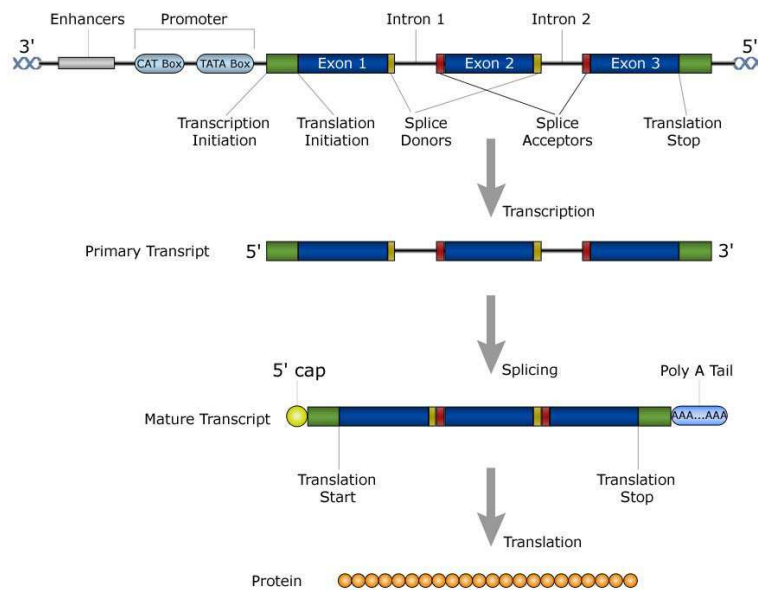 Enhancers
Promoter
Intron 1
Intron 2
3'
5'
CAT Box
TATA Box
Exon 1
Exon 2
Exon 3
Transcription
Initiation
Translation
Initiation
Splice
Donors
Splice
Acceptors
Translation
Stop
Transcription
Primary Transript
5'
3'
Splicing
5' cap
Poly A Tail
Mature Transcript
AAA...AAA
Translation
Start
Translation
Stop
Translation
Protein